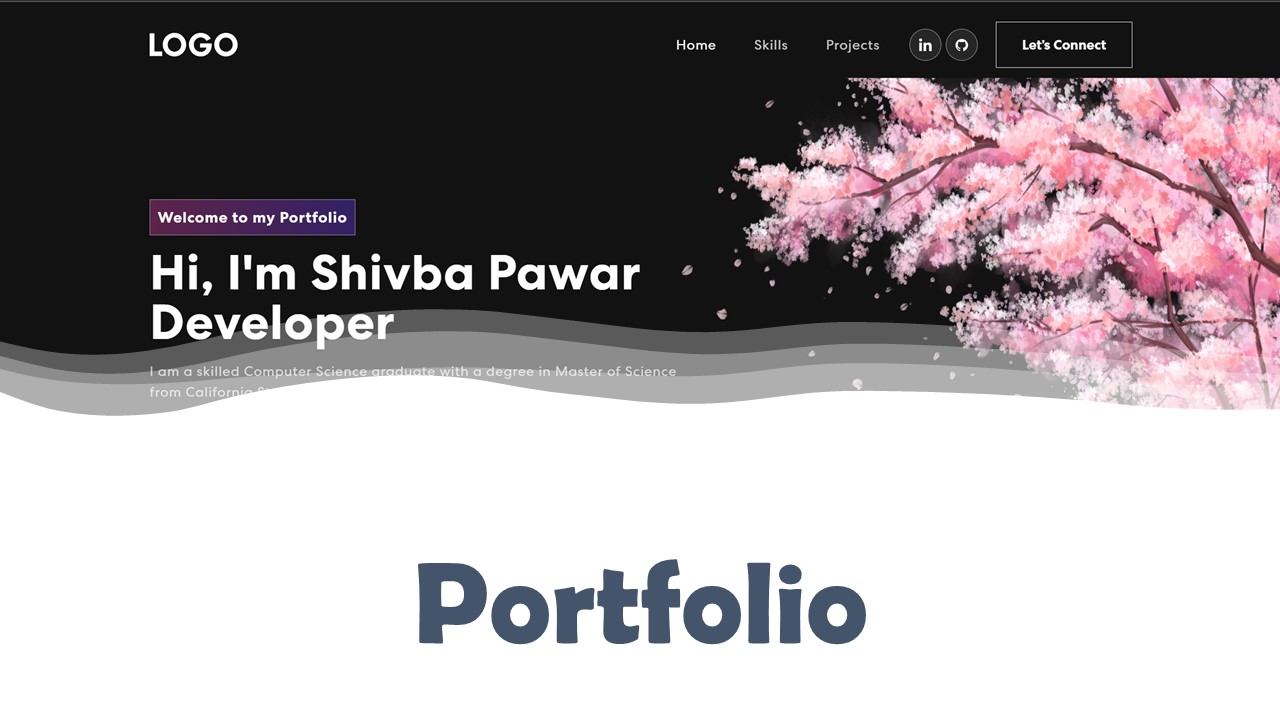 LOGO
Home Skills Projects in Let's Connect
Welcome to my Portfolio
Hi, I'm Shivba Pawar
Developer
I am a skilled Computer Science graduate with a degree in Master of Science
from California
Portfolio